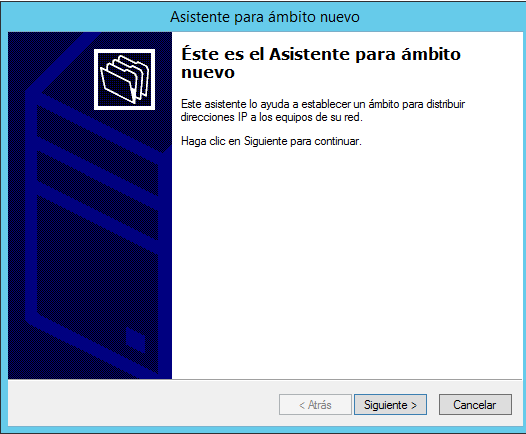 Asistente para ámbito nuevo
Éste es el Asistente para ámbito
nuevo
Este asistente lo ayuda a establecer un ámbito para distribuir
direcciones IP a los equipos de su red.
Haga clic en Siguiente para continuar.
< Atrás
Siguiente >
Cancelar